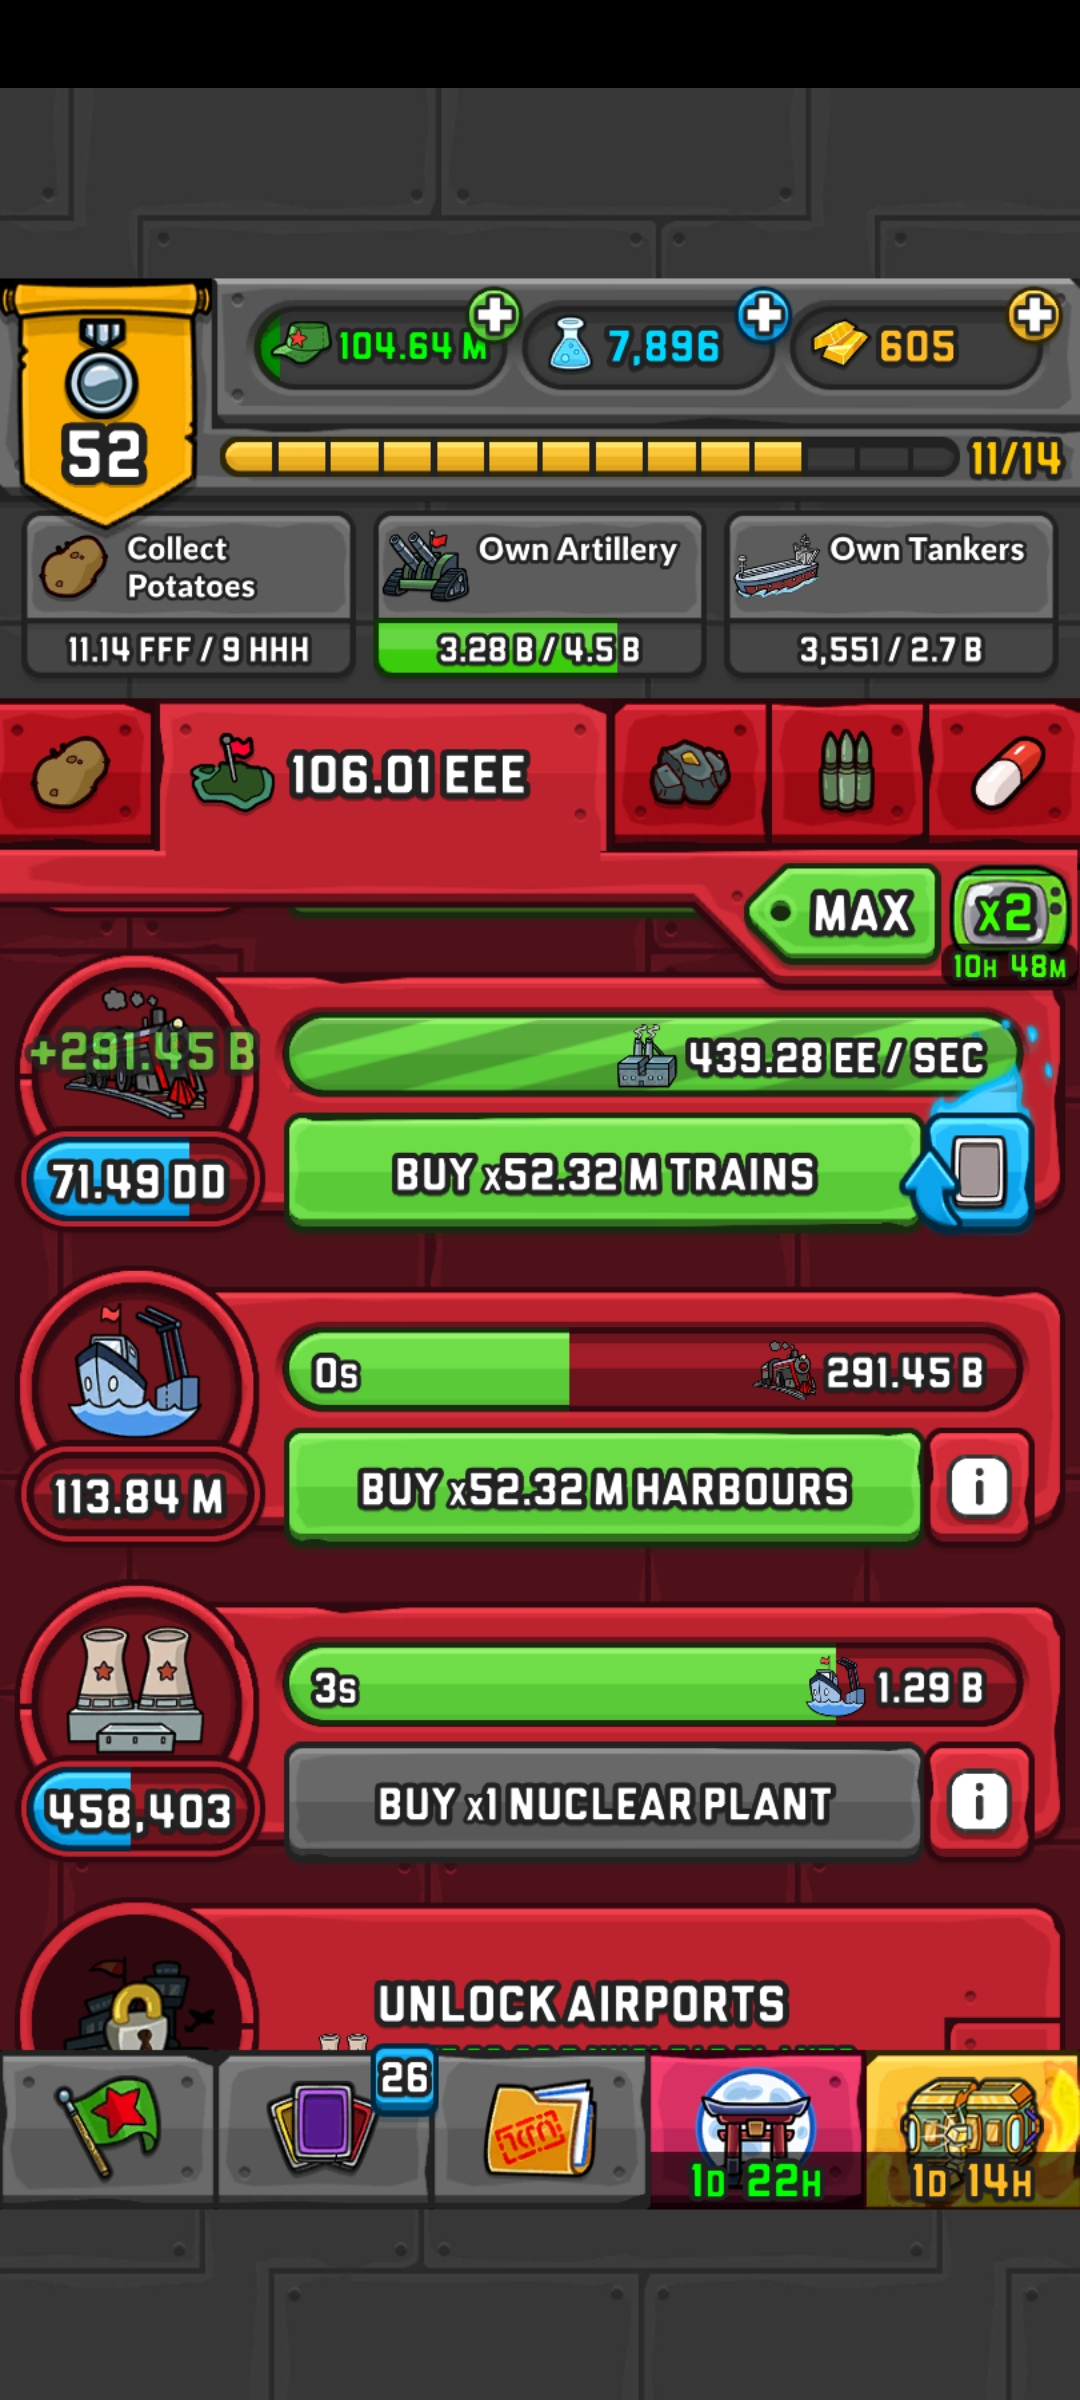 104.64 M
7,896
605
52
11/14
Collect
Potatoes
Own Artillery
Own Tankers
11.14 FFF / 9 HHH
3.28 B / 4.5 B
3,551 / 2.7 B
106.01 EEE
MAX
x2
10H 48M
+291.45 B
439.28 EE / SEC
71.49 DD
BUY x52.32 M TRAINS
0s
291.45 B
113.84 M
BUY x52.32 M HARBOURS
i
3s
1.29 B
458,403
BUY x1 NUCLEAR PLANT
i
UNLOCK AIRPORTS
26
1D 22H
1D 14H